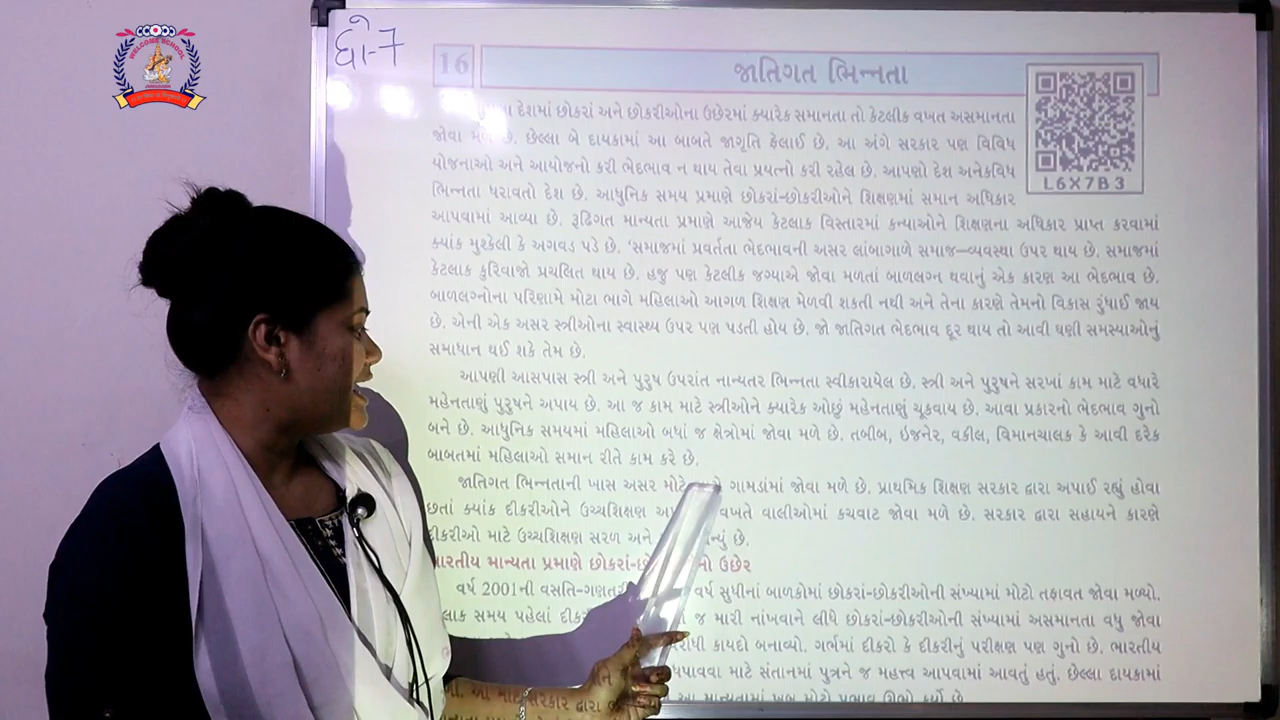 WELCOME SCHOOL
ધો-7
16
જાતિગત ભિન્નતા
દેશમાં છોકરાં અને છોકરીઓના ઉછેરમાં ક્યારેક સમાનતા તો કેટલીક વખત અસમાનતા
જોવા મળે છે. છેલ્લા બે દાયકામાં આ બાબતે જાગૃતિ ફેલાઈ છે. આ અંગે સરકાર પણ વિવિધ
યોજનાઓ અને આયોજનો કરી ભેદભાવ ન થાય તેવા પ્રયત્નો કરી રહેલ છે. આપણો દેશ અનેકવિધ
ભિન્નતા ધરાવતો દેશ છે. આધુનિક સમય પ્રમાણે છોકરાં-છોકરીઓને શિક્ષણમાં સમાન અધિકાર
L6X7B3
આપવામાં આવ્યા છે. રૂઢિગત માન્યતા પ્રમાણે આજેય કેટલાક વિસ્તારમાં કન્યાઓને શિક્ષણના અધિકાર પ્રાપ્ત કરવામાં
ક્યાંક મુશ્કેલી કે અગવડ પડે છે. 'સમાજમાં પ્રવર્તતા ભેદભાવની અસર લાંબાગાળે સમાજ–વ્યવસ્થા ઉપર થાય છે. સમાજમાં
કેટલાક કુરિવાજો પ્રચલિત થાય છે. હજુ પણ કેટલીક જગ્યાએ જોવા મળતાં બાળલગ્ન થવાનું એક કારણ આ ભેદભાવ છે.
બાળલગ્નોના પરિણામે મોટા ભાગે મહિલાઓ આગળ શિક્ષણ મેળવી શકતી નથી અને તેના કારણે તેમનો વિકાસ રુંધાઈ જાય
છે. એની એક અસર સ્ત્રીઓના સ્વાસ્થ્ય ઉપર પણ પડતી હોય છે. જો જાતિગત ભેદભાવ દૂર થાય તો આવી ઘણી સમસ્યાઓનું
સમાધાન થઈ શકે તેમ છે.
આપણી આસપાસ સ્ત્રી અને પુરુષ ઉપરાંત નાન્યતર ભિન્નતા સ્વીકારાયેલ છે. સ્ત્રી અને પુરુષને સરખાં કામ માટે વધારે
મહેનતાણું પુરુષને અપાય છે. આ જ કામ માટે સ્ત્રીઓને ક્યારેક ઓછું મહેનતાણું ચૂકવાય છે. આવા પ્રકારનો ભેદભાવ ગુનો
બને છે. આધુનિક સમયમાં મહિલાઓ બધાં જ ક્ષેત્રોમાં જોવા મળે છે. તબીબ, ઇજનેર, વકીલ, વિમાનચાલક કે આવી દરેક
બાબતમાં મહિલાઓ સમાન રીતે કામ કરે છે.
જાતિગત ભિન્નતાની ખાસ અસર ગામડાંમાં જોવા મળે છે. પ્રાથમિક શિક્ષણ સરકાર દ્વારા અપાઈ રહ્યું હોવા
છતાં ક્યાંક દીકરીઓને ઉચ્ચશિક્ષણ વખતે વાલીઓમાં કચવાટ જોવા મળે છે. સરકાર દ્વારા સહાયને કારણે
દીકરીઓ માટે ઉચ્ચશિક્ષણ સરળ અને છે.
ભારતીય માન્યતા પ્રમાણે ઉછેર
વર્ષ 2001ની વર્ષ સુધીનાં બાળકોમાં છોકરાં-છોકરીઓની સંખ્યામાં મોટો તફાવત જોવા મળ્યો.
સમય પહેલાં જ મારી નાંખવાને લીધે છોકરાં-છોકરીઓની સંખ્યામાં અસમાનતા વધુ જોવા
કાયદો બનાવ્યો. ગર્ભમાં દીકરો કે દીકરીનું પરીક્ષણ પણ ગુનો છે. ભારતીય
માટે સંતાનમાં પુત્રને જ મહત્ત્વ આપવામાં આવતું હતું. છેલ્લા દાયકામાં
આ માટે સરકાર દ્વારા